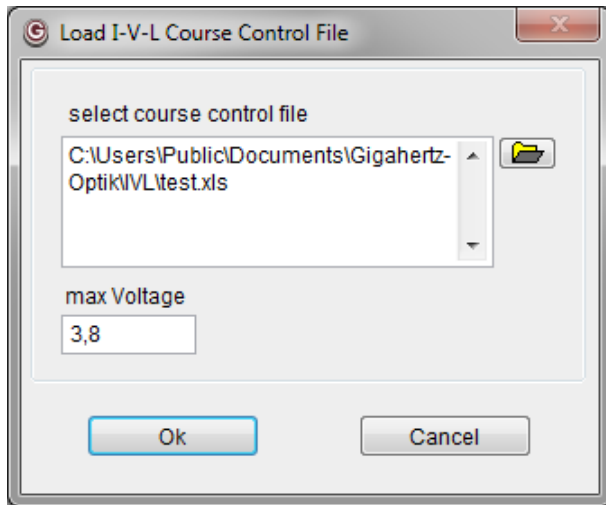 Load I-V-L Course Control File
select course control file
C:\Users\Public\Documents\Gigahertz-
Optik\IVL\test.xls
max Voltage
3,8
Ok
Cancel